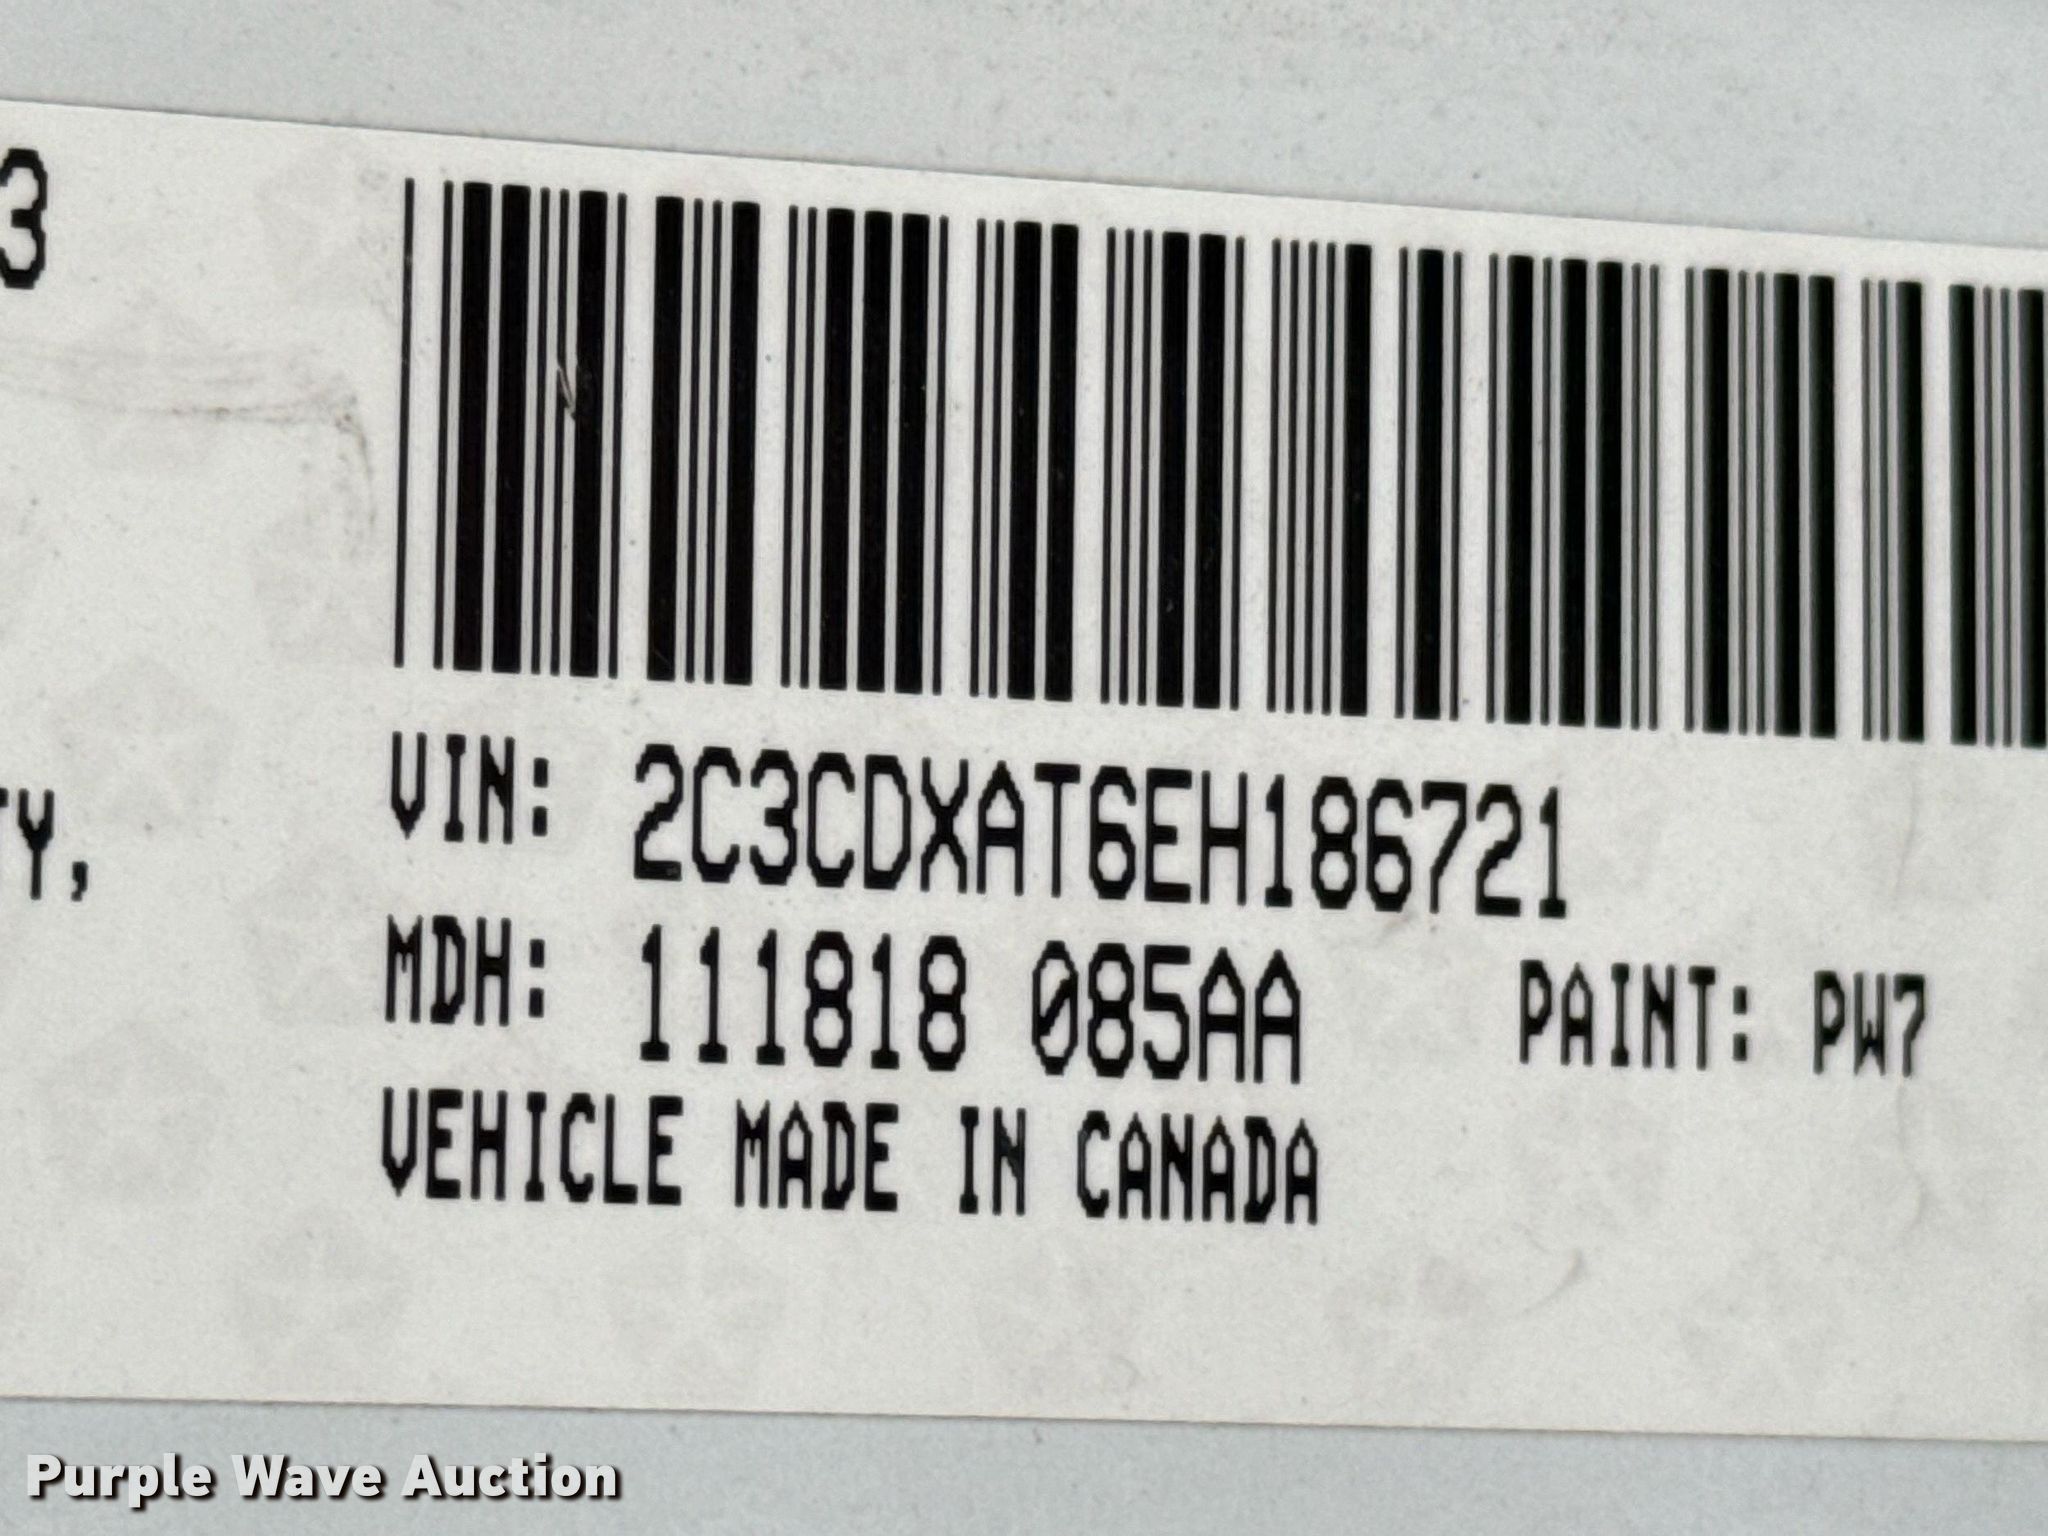 3
TY,
VIN: 2C3CDXAT6EH186721
MDH: 111818 085AA PAINT: PW7
VEHICLE MADE IN CANADA
Purple Wave Auction